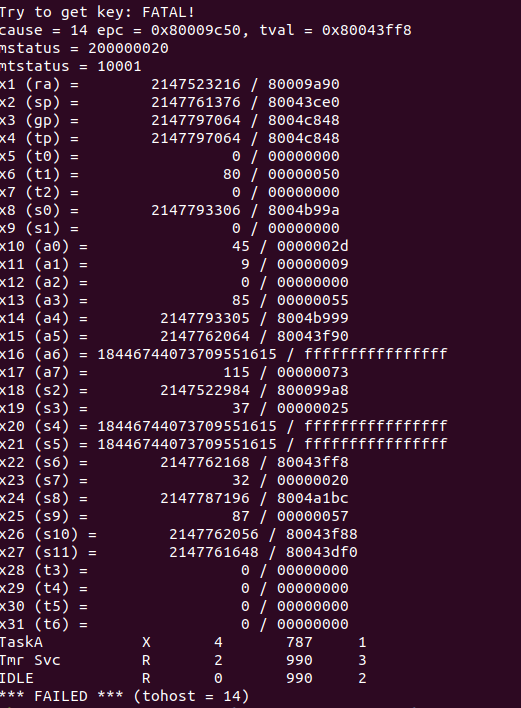 Try to get key: FATAL!
cause = 14 epc = 0x80009c50, tval = 0x80043ff8
mstatus = 200000020
mtstatus = 10001
x1 (ra) = 2147523216 / 80009a90
x2 (sp) = 2147761376 / 80043ce0
x3 (gp) = 2147797064 / 8004c848
x4 (tp) = 2147797064 / 8004c848
x5 (t0) = 0 / 00000000
x6 (t1) = 80 / 00000050
x7 (t2) = 0 / 00000000
x8 (s0) = 2147793306 / 8004b99a
x9 (s1) = 0 / 00000000
x10 (a0) = 45 / 0000002d
x11 (a1) = 9 / 00000009
x12 (a2) = 0 / 00000000
x13 (a3) = 85 / 00000055
x14 (a4) = 2147793305 / 8004b999
x15 (a5) = 2147762064 / 80043f90
x16 (a6) = 18446744073709551615 / ffffffffffffffff
x17 (a7) = 115 / 00000073
x18 (s2) = 2147522984 / 800099a8
x19 (s3) = 37 / 00000025
x20 (s4) = 18446744073709551615 / ffffffffffffffff
x21 (s5) = 18446744073709551615 / ffffffffffffffff
x22 (s6) = 2147762168 / 80043ff8
x23 (s7) = 32 / 00000020
x24 (s8) = 2147787196 / 8004a1bc
x25 (s9) = 87 / 00000057
x26 (s10) = 2147762056 / 80043f88
x27 (s11) = 2147761648 / 80043df0
x28 (t3) = 0 / 00000000
x29 (t4) = 0 / 00000000
x30 (t5) = 0 / 00000000
x31 (t6) = 0 / 00000000
TaskA X 4 787 1
Tmr Svc R 2 990 3
IDLE R 0 990 2
*** FAILED *** (tohost = 14)